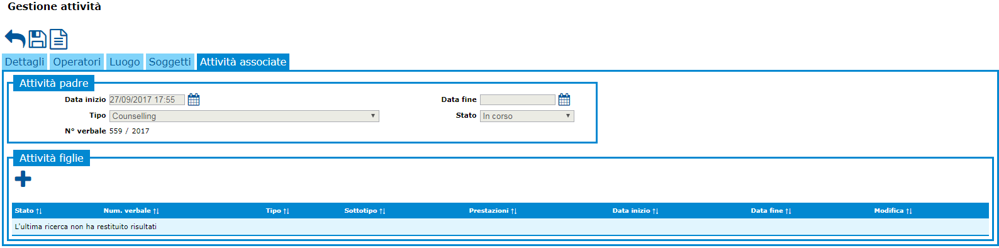 Gestione attività
Dettagli Operatori Luogo Soggetti Attività associate
Attività padre
Data inizio 27/09/2017 17:55 Data fine
Tipo Counselling Stato In corso
N° verbale 559 / 2017
Attività figlie
Stato ↑↓ Num. verbale ↑↓ Tipo ↑↓ Sottotipo ↑↓ Prestazioni ↑↓ Data inizio ↑↓ Data fine ↑↓ Modifica ↑↓
L'ultima ricerca non ha restituito risultati